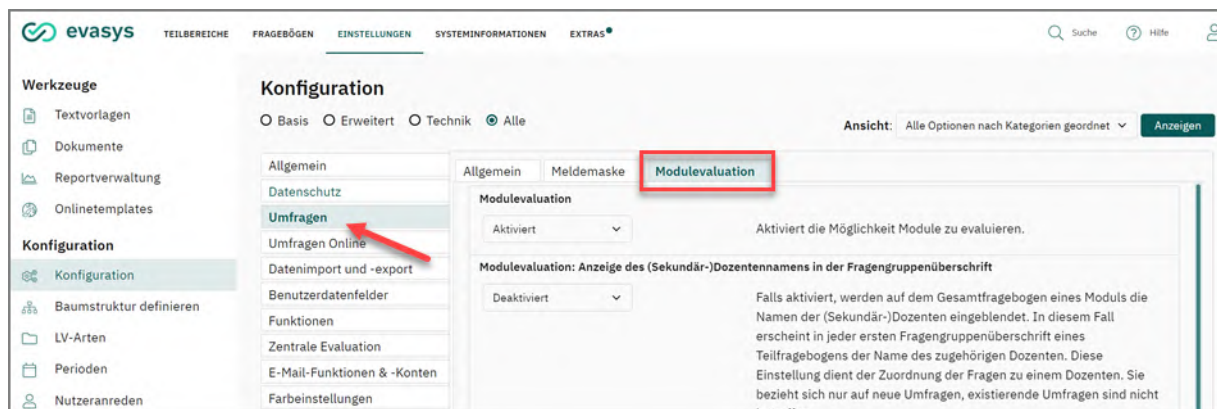 evasys TEILBEREICHE FRAGEBÖGEN EINSTELLUNGEN SYSTEMINFORMATIONEN EXTRAS Suche Hilfe
Werkzeuge
Textvorlagen
Dokumente
Reportverwaltung
Onlinetemplates
Konfiguration
Konfiguration
Baumstruktur definieren
LV-Arten
Perioden
Nutzeranreden
Konfiguration
Basis Erweitert Technik Alle
Ansicht: Alle Optionen nach Kategorien geordnet Anzeigen
Allgemein
Datenschutz
Umfragen
Umfragen Online
Datenimport und -export
Benutzerdatenfelder
Funktionen
Zentrale Evaluation
E-Mail-Funktionen & -Konten
Farbeinstellungen
Allgemein Meldemaske Modulevaluation
Modulevaluation
Aktiviert
Aktiviert die Möglichkeit Module zu evaluieren.
Modulevaluation: Anzeige des (Sekundär-)Dozentennamens in der Fragengruppenüberschrift
Deaktiviert
Falls aktiviert, werden auf dem Gesamtfragebogen eines Moduls die
Namen der (Sekundär-)Dozenten eingeblendet. In diesem Fall
erscheint in jeder ersten Fragengruppenüberschrift eines
Teilfragebogens der Name des zugehörigen Dozenten. Diese
Einstellung dient der Zuordnung der Fragen zu einem Dozenten. Sie
bezieht sich nur auf neue Umfragen, existierende Umfragen sind nicht